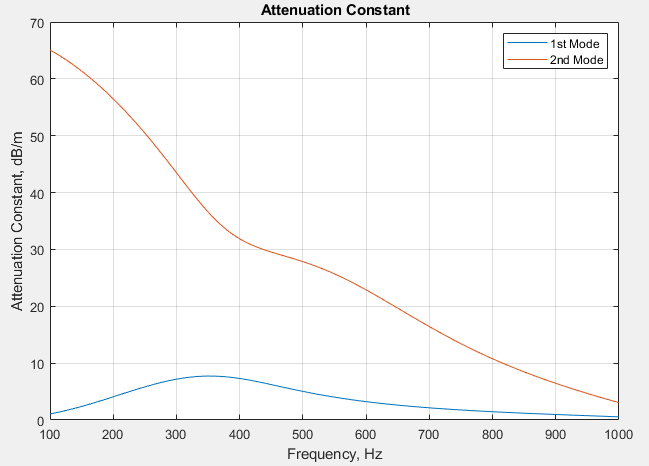 Attenuation Constant
1st Mode
2nd Mode
Attenuation Constant, dB/m
70
60
50
40
30
20
10
0
100 200 300 400 500 600 700 800 900 1000
Frequency, Hz